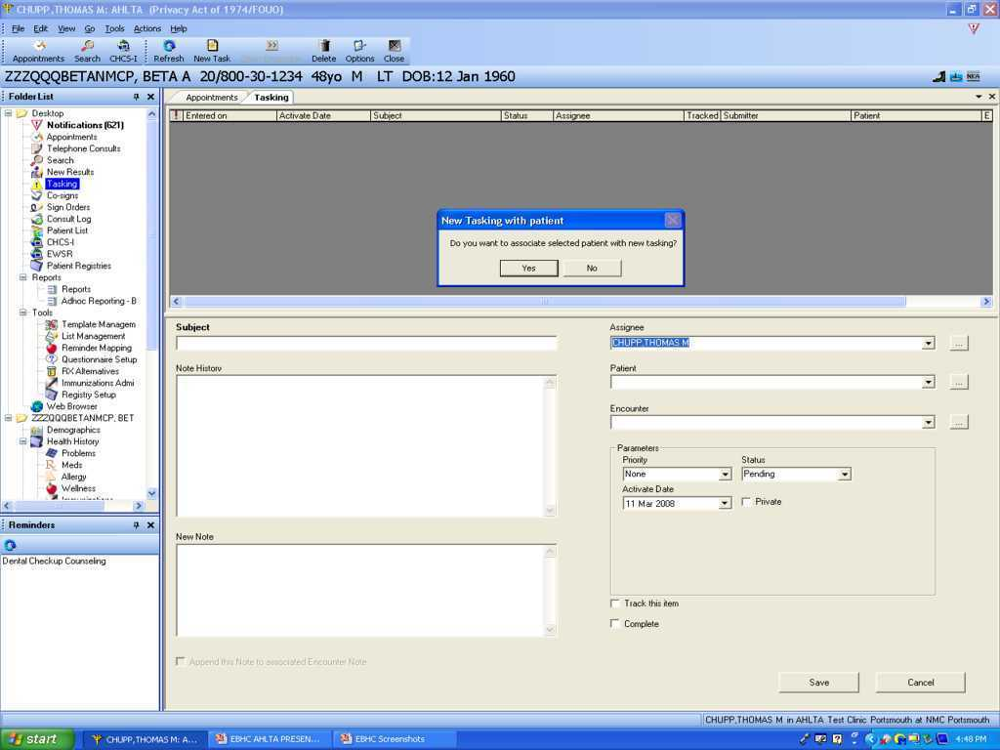 CHUPP,THOMAS M: AHLTA (Privacy Act of 1974/FOUO)
File Edit View Go Tools Actions Help
Appointments Search CHCS-I Refresh New Task Delete Options Close
ZZZQQQBETANMCP, BETA A 20/800-30-1234 48yo M LT DOB:12 Jan 1960
Folder List
Desktop
Notifications (621)
Appointments
Telephone Consults
Search
New Results
Tasking
Co-signs
Sign Orders
Consult Log
Patient List
CHCS-I
EWSR
Patient Registries
Reports
Reports
Adhoc Reporting - B
Tools
Template Managem
List Management
Reminder Mapping
Questionnaire Setup
RX Alternatives
Immunizations Admi
Registry Setup
Web Browser
ZZZQQQBETANMCP, BET
Demographics
Health History
Problems
Meds
Allergy
Wellness
Reminders
Dental Checkup Counseling
Appointments Tasking
! Entered on Activate Date Subject Status Assignee Tracked Submitter Patient E
New Tasking with patient
Do you want to associate selected patient with new tasking?
Yes No
Subject
Note History
New Note
Append this Note to associated Encounter Note
Assignee
CHUPP,THOMAS M
...
Patient
...
Encounter
...
Parameters
Priority Status
None Pending
Activate Date
11 Mar 2008 Private
Track this item
Complete
Save Cancel
CHUPP,THOMAS M in AHLTA Test Clinic Portsmouth at NMC Portsmouth
start CHUPP,THOMAS M: A... EBHC AHLTA PRESEN... EBHC Screenshots 4:48 PM